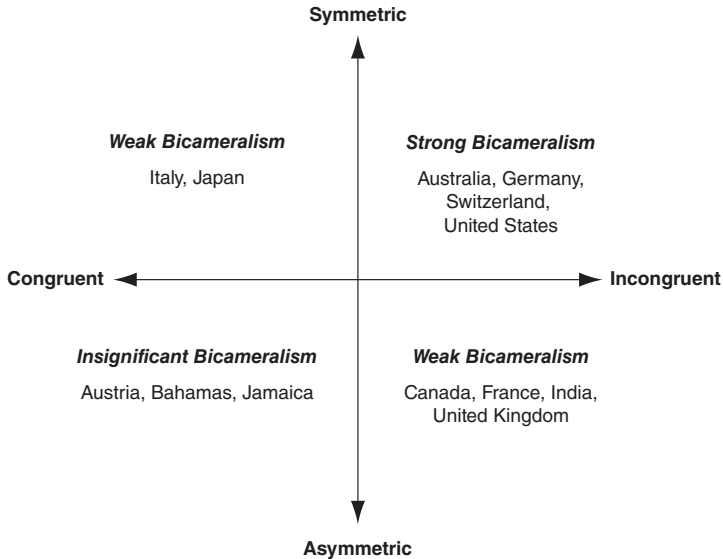 Symmetric
Weak Bicameralism
Italy, Japan
Strong Bicameralism
Australia, Germany,
Switzerland,
United States
Congruent
Incongruent
Insignificant Bicameralism
Austria, Bahamas, Jamaica
Weak Bicameralism
Canada, France, India,
United Kingdom
Asymmetric